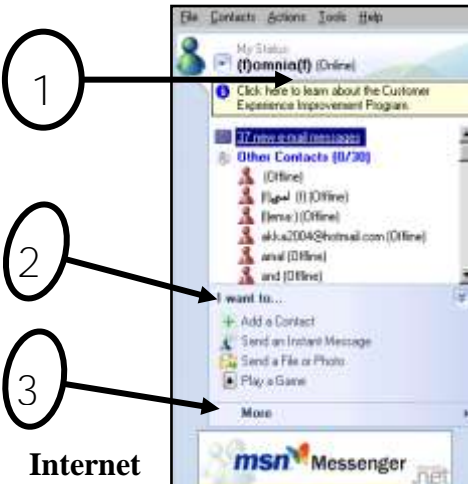 File Contacts Actions Tools Help
My Status
(f)omnia(f) (Online)
Click here to learn about the Customer
Experience Improvement Program.
37 new e-mail messages
Other Contacts (0/30)
(Offline)
(Offline)
(Offline)
akka2004@hotmail.com (Offline)
amal (Offline)
and (Offline)
I want to...
Add a Contact
Send an Instant Message
Send a File or Photo
Play a Game
More
msn Messenger
.net
1
2
3
Internet